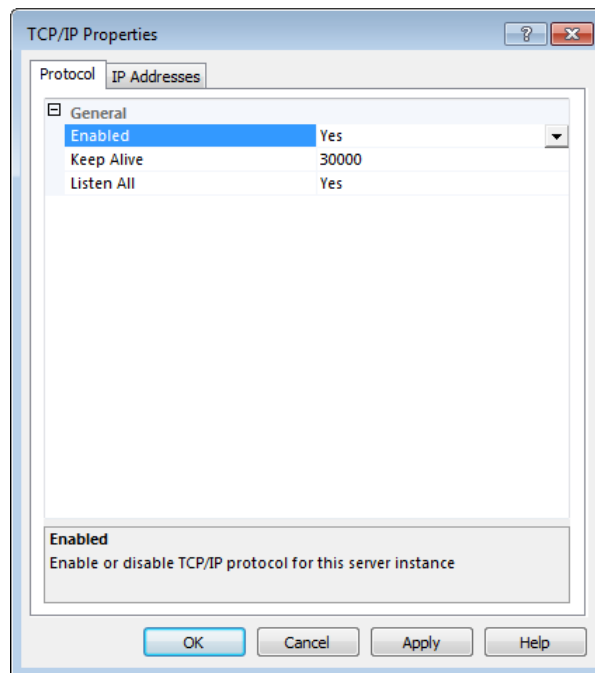 TCP/IP Properties
Protocol IP Addresses
General
Enabled Yes
Keep Alive 30000
Listen All Yes
Enabled
Enable or disable TCP/IP protocol for this server instance
OK Cancel Apply Help